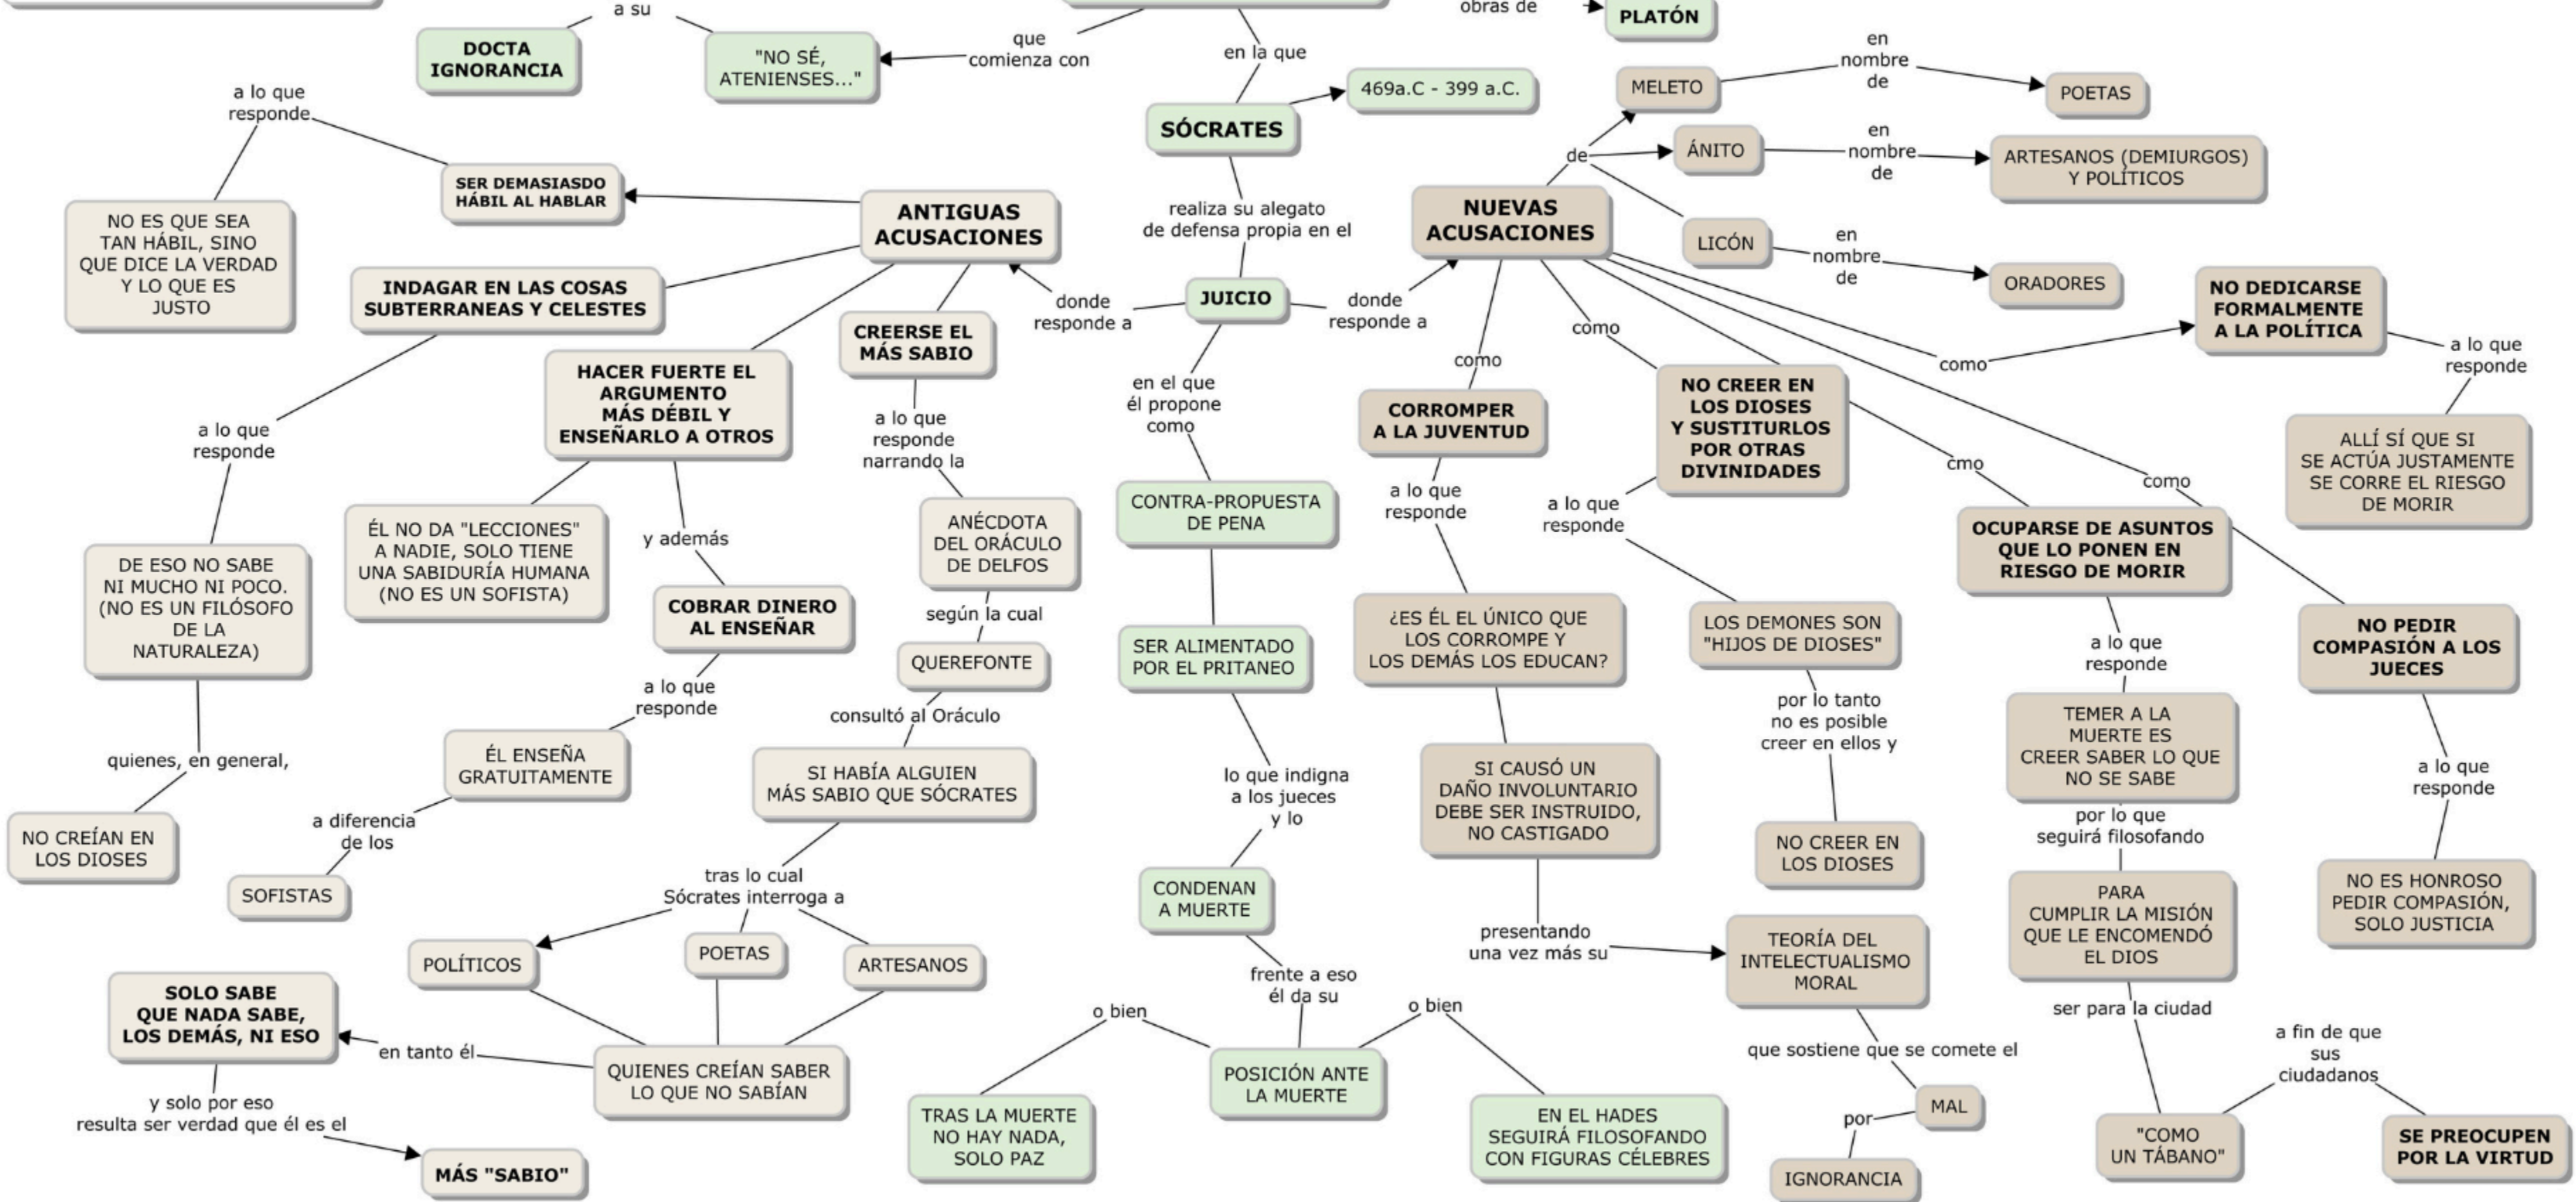 a su
obras de
PLATÓN
DOCTA
IGNORANCIA
"NO SÉ,
ATENIENSES..."
que
comienza con
en la que
469a.C - 399 a.C.
SÓCRATES
realiza su alegato
de defensa propia en el
JUICIO
donde
responde a
ANTIGUAS
ACUSACIONES
SER DEMASIASDO
HÁBIL AL HABLAR
a lo que
responde
NO ES QUE SEA
TAN HÁBIL, SINO
QUE DICE LA VERDAD
Y LO QUE ES
JUSTO
INDAGAR EN LAS COSAS
SUBTERRANEAS Y CELESTES
a lo que
responde
DE ESO NO SABE
NI MUCHO NI POCO.
(NO ES UN FILÓSOFO
DE LA
NATURALEZA)
quienes, en general,
NO CREÍAN EN
LOS DIOSES
HACER FUERTE EL
ARGUMENTO
MÁS DÉBIL Y
ENSEÑARLO A OTROS
ÉL NO DA "LECCIONES"
A NADIE, SOLO TIENE
UNA SABIDURÍA HUMANA
(NO ES UN SOFISTA)
y además
COBRAR DINERO
AL ENSEÑAR
a lo que
responde
ÉL ENSEÑA
GRATUITAMENTE
a diferencia
de los
SOFISTAS
CREERSE EL
MÁS SABIO
a lo que
responde
narrando la
ANÉCDOTA
DEL ORÁCULO
DE DELFOS
según la cual
QUEREFONTE
consultó al Oráculo
SI HABÍA ALGUIEN
MÁS SABIO QUE SÓCRATES
tras lo cual
Sócrates interroga a
POLÍTICOS
POETAS
ARTESANOS
QUIENES CREÍAN SABER
LO QUE NO SABÍAN
en tanto él
SOLO SABE
QUE NADA SABE,
LOS DEMÁS, NI ESO
y solo por eso
resulta ser verdad que él es el
MÁS "SABIO"
en el que
él propone
como
CONTRA-PROPUESTA
DE PENA
SER ALIMENTADO
POR EL PRITANEO
lo que indigna
a los jueces
y lo
CONDENAN
A MUERTE
frente a eso
él da su
POSICIÓN ANTE
LA MUERTE
o bien
TRAS LA MUERTE
NO HAY NADA,
SOLO PAZ
o bien
EN EL HADES
SEGUIRÁ FILOSOFANDO
CON FIGURAS CÉLEBRES
donde
responde a
NUEVAS
ACUSACIONES
de
MELETO
en
nombre
de
POETAS
ÁNITO
en
nombre
de
ARTESANOS (DEMIURGOS)
Y POLÍTICOS
LICÓN
en
nombre
de
ORADORES
como
CORROMPER
A LA JUVENTUD
a lo que
responde
¿ES ÉL EL ÚNICO QUE
LOS CORROMPE Y
LOS DEMÁS LOS EDUCAN?
SI CAUSÓ UN
DAÑO INVOLUNTARIO
DEBE SER INSTRUIDO,
NO CASTIGADO
presentando
una vez más su
TEORÍA DEL
INTELECTUALISMO
MORAL
que sostiene que se comete el
MAL
por
IGNORANCIA
como
NO CREER EN
LOS DIOSES
Y SUSTITURLOS
POR OTRAS
DIVINIDADES
a lo que
responde
LOS DEMONES SON
"HIJOS DE DIOSES"
por lo tanto
no es posible
creer en ellos y
NO CREER EN
LOS DIOSES
cmo
OCUPARSE DE ASUNTOS
QUE LO PONEN EN
RIESGO DE MORIR
a lo que
responde
TEMER A LA
MUERTE ES
CREER SABER LO QUE
NO SE SABE
por lo que
seguirá filosofando
PARA
CUMPLIR LA MISIÓN
QUE LE ENCOMENDÓ
EL DIOS
ser para la ciudad
"COMO
UN TÁBANO"
a fin de que
sus
ciudadanos
SE PREOCUPEN
POR LA VIRTUD
como
NO PEDIR
COMPASIÓN A LOS
JUECES
a lo que
responde
NO ES HONROSO
PEDIR COMPASIÓN,
SOLO JUSTICIA
como
NO DEDICARSE
FORMALMENTE
A LA POLÍTICA
a lo que
responde
ALLÍ SÍ QUE SI
SE ACTÚA JUSTAMENTE
SE CORRE EL RIESGO
DE MORIR